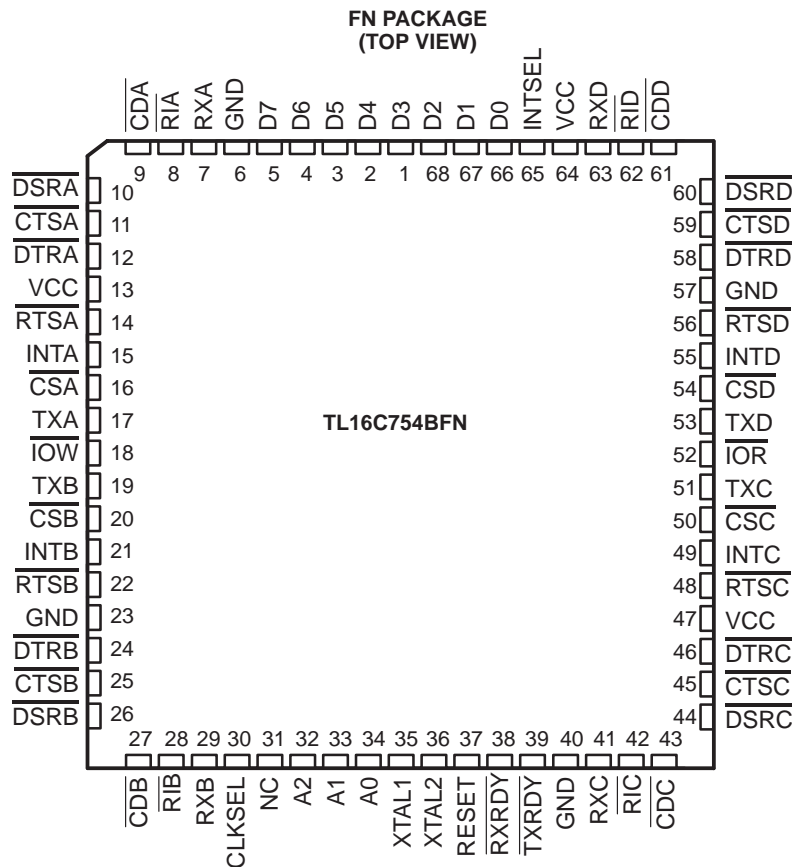 FN PACKAGE
(TOP VIEW)
CDA RIA RXA GND D7 D6 D5 D4 D3 D2 D1 D0 INTSEL VCC RXD RID CDD
9 8 7 6 5 4 3 2 1 68 67 66 65 64 63 62 61
DSRA 10 60 DSRD
CTSA 11 59 CTSD
DTRA 12 58 DTRD
VCC 13 57 GND
RTSA 14 56 RTSD
INTA 15 55 INTD
CSA 16 54 CSD
TXA 17 TL16C754BFN 53 TXD
IOW 18 52 IOR
TXB 19 51 TXC
CSB 20 50 CSC
INTB 21 49 INTC
RTSB 22 48 RTSC
GND 23 47 VCC
DTRB 24 46 DTRC
CTSB 25 45 CTSC
DSRB 26 44 DSRC
27 28 29 30 31 32 33 34 35 36 37 38 39 40 41 42 43
CDB RIB RXB CLKSEL NC A2 A1 A0 XTAL1 XTAL2 RESET RXRDY TXRDY GND RXC RIC CDC